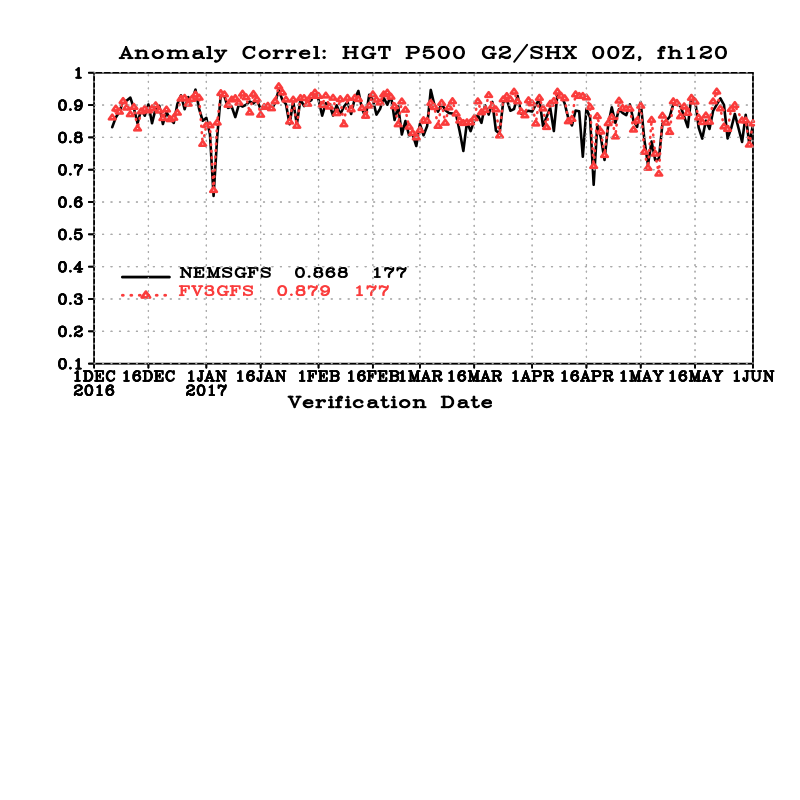 Anomaly Correl: HGT P500 G2/SHX 00Z, fh120
1
0.9
0.8
0.7
0.6
0.5
0.4
0.3
0.2
0.1
NEMSGFS 0.868 177
FV3GFS 0.879 177
1DEC 16DEC 1JAN 16JAN 1FEB 16FEB 1MAR 16MAR 1APR 16APR 1MAY 16MAY 1JUN
2016 2017
Verification Date